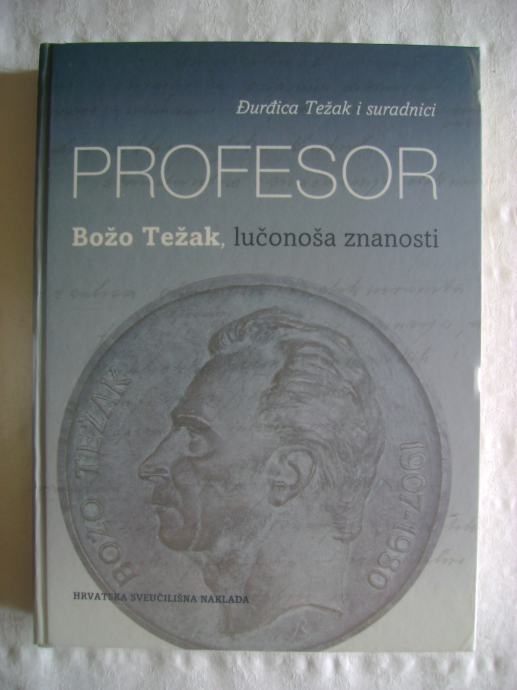 Đurđica Težak i suradnici
PROFESOR
Božo Težak, lučonoša znanosti
BOŽO TEŽAK
1907-1980
HRVATSKA SVEUČILIŠNA NAKLADA